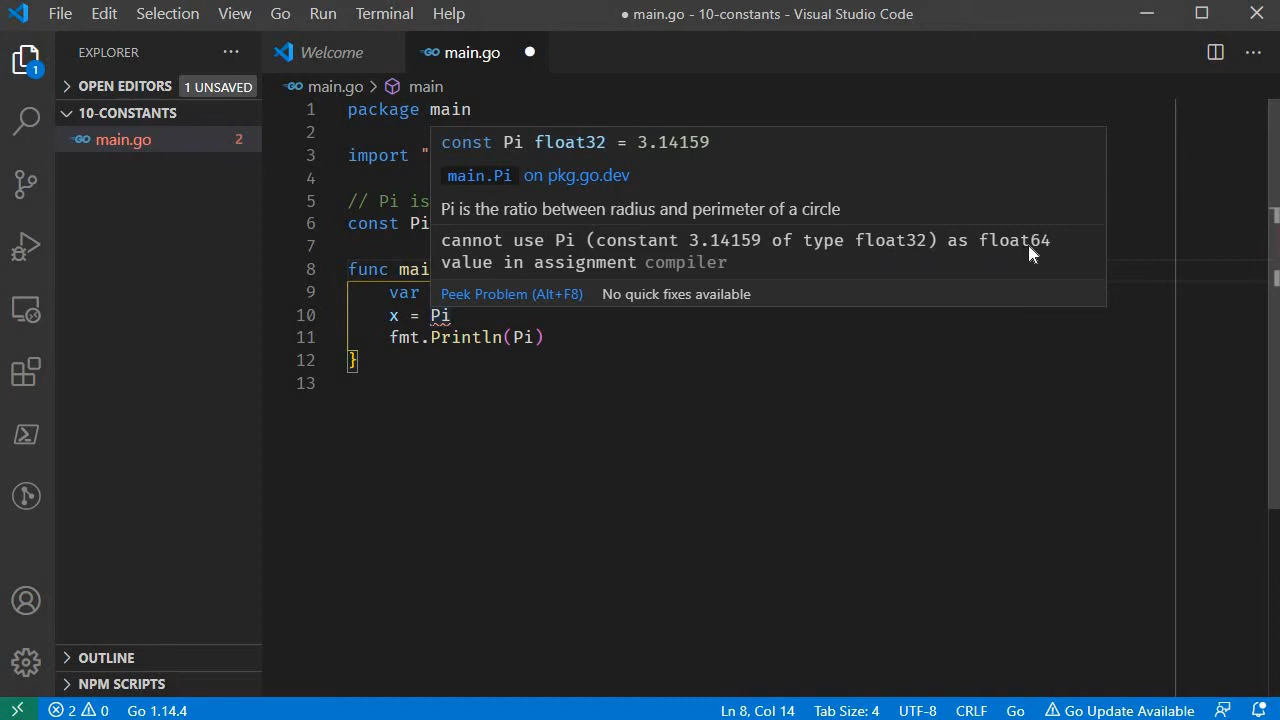 File Edit Selection View Go Run Terminal Help
● main.go - 10-constants - Visual Studio Code
EXPLORER
Welcome
main.go
1
OPEN EDITORS 1 UNSAVED
main.go > main
10-CONSTANTS
main.go 2
1 package main
2
3 import "
4
5 // Pi is
6 const Pi
7
8 func mai
9 var
10 x = Pi
11 fmt.Println(Pi)
12 }
13
const Pi float32 = 3.14159
main.Pi on pkg.go.dev
Pi is the ratio between radius and perimeter of a circle
cannot use Pi (constant 3.14159 of type float32) as float64
value in assignment compiler
Peek Problem (Alt+F8) No quick fixes available
OUTLINE
NPM SCRIPTS
2 0 Go 1.14.4 Ln 8, Col 14 Tab Size: 4 UTF-8 CRLF Go Go Update Available